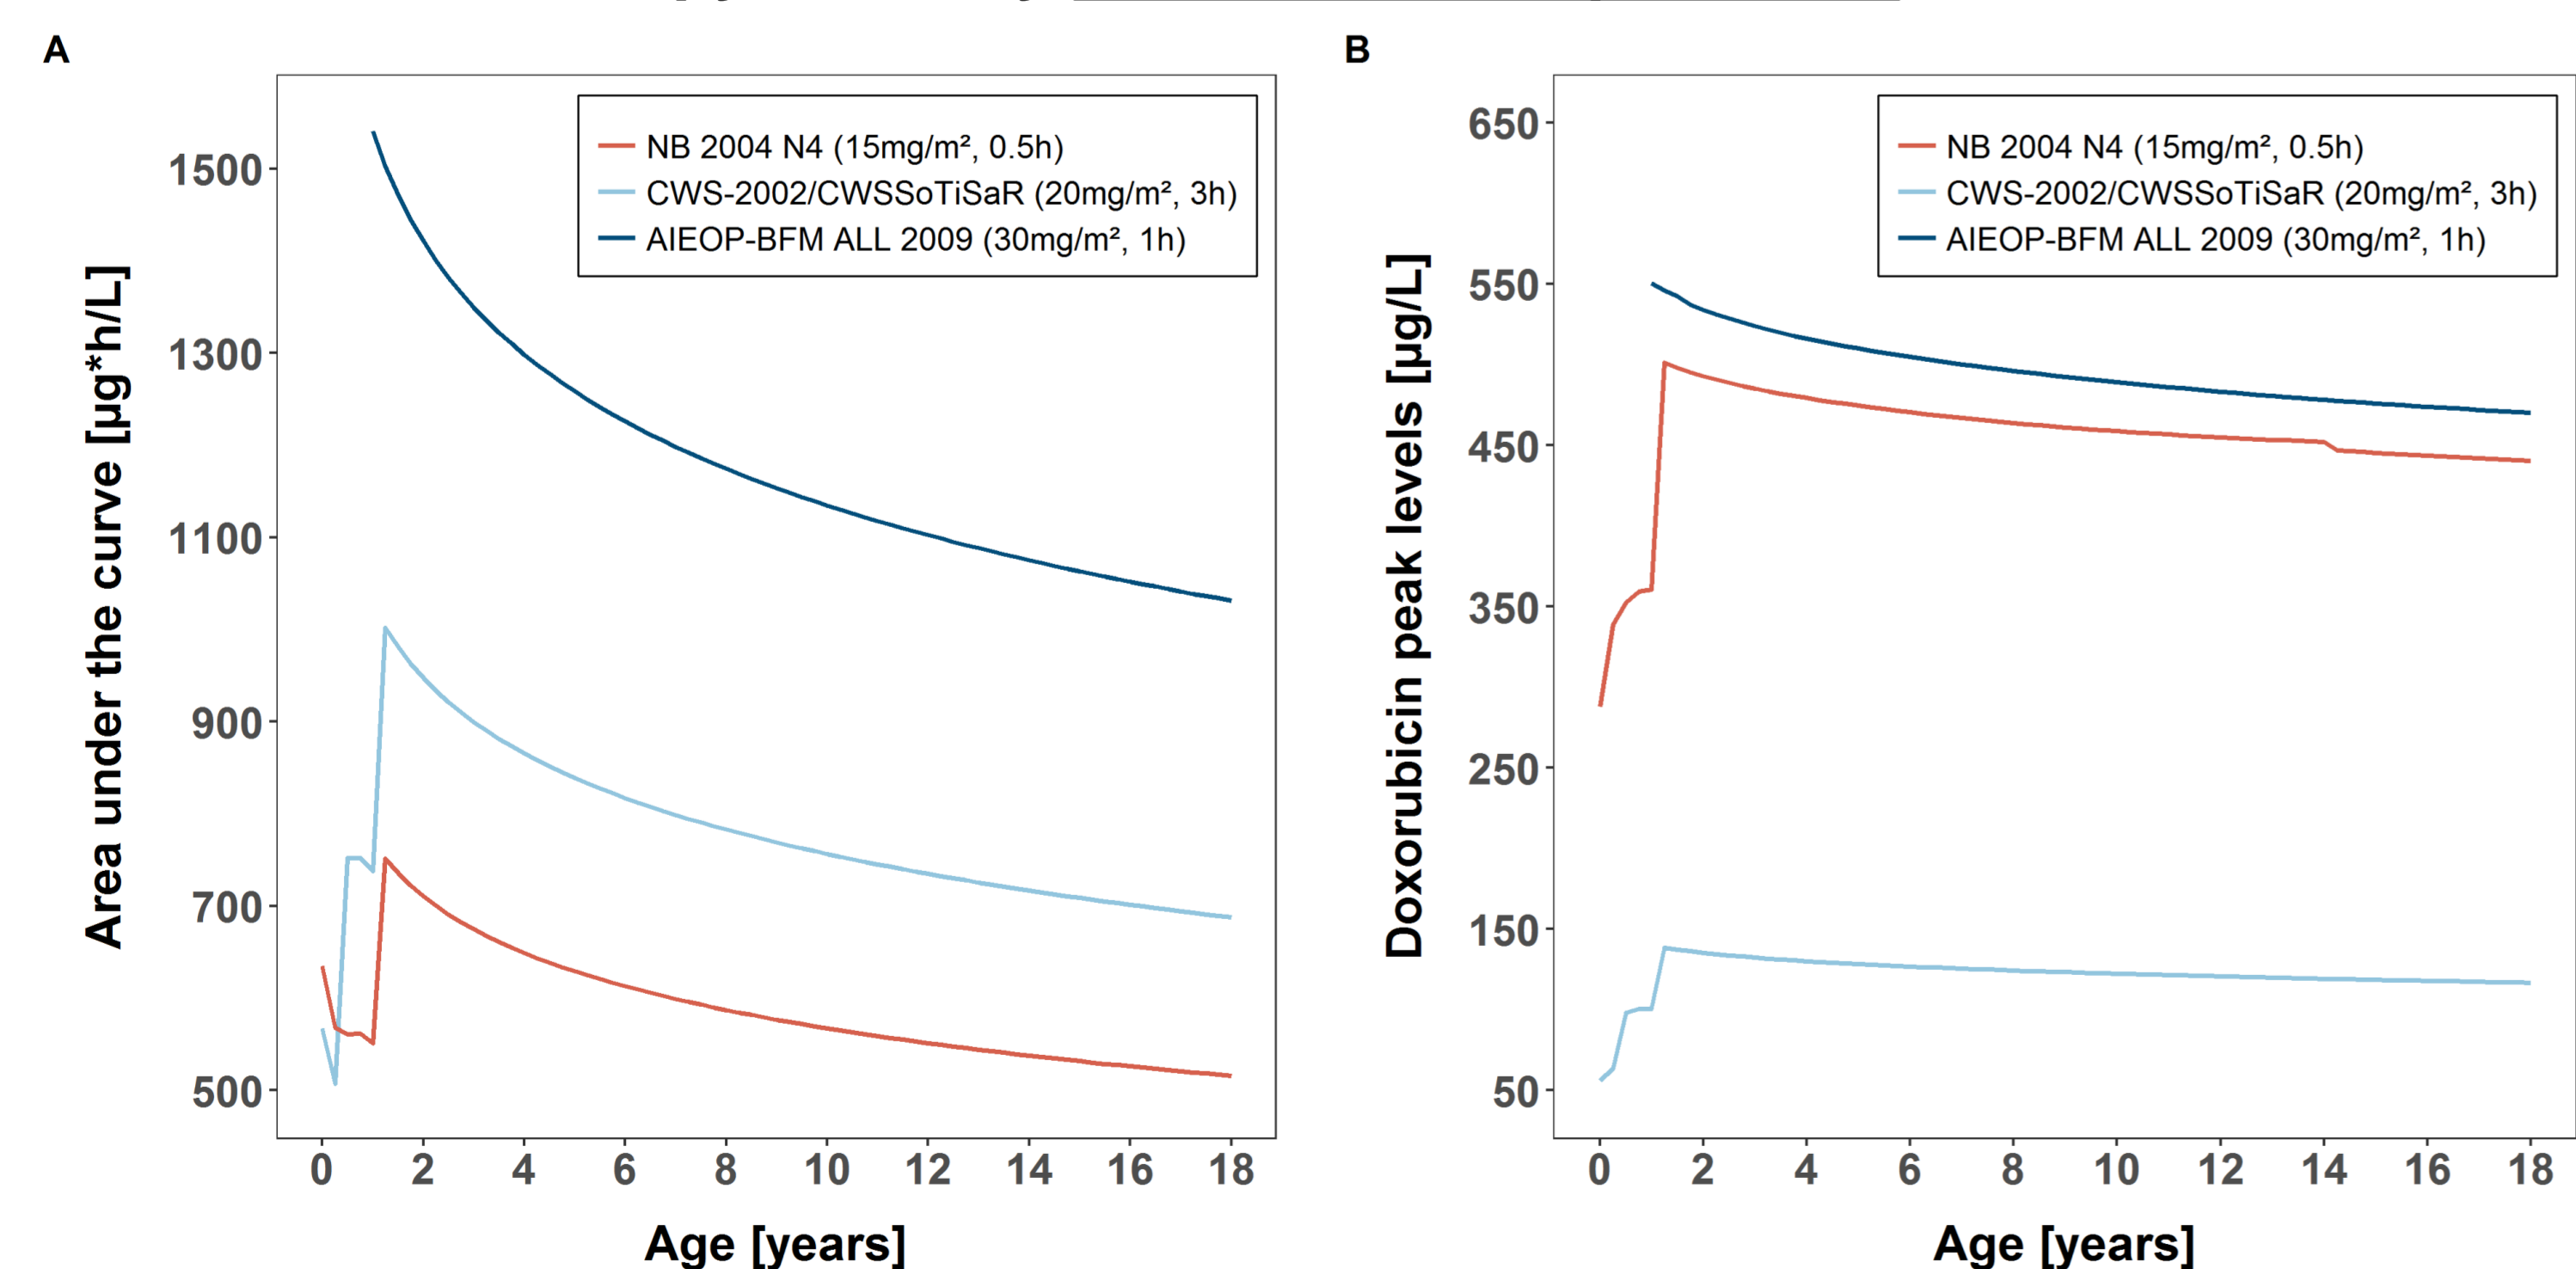 A
Area under the curve [µg*h/L]
1500
1300
1100
900
700
500
NB 2004 N4 (15mg/m², 0.5h)
CWS-2002/CWSSoTiSaR (20mg/m², 3h)
AIEOP-BFM ALL 2009 (30mg/m², 1h)
0 2 4 6 8 10 12 14 16 18
Age [years]
B
Doxorubicin peak levels [µg/L]
650
550
450
350
250
150
50
NB 2004 N4 (15mg/m², 0.5h)
CWS-2002/CWSSoTiSaR (20mg/m², 3h)
AIEOP-BFM ALL 2009 (30mg/m², 1h)
0 2 4 6 8 10 12 14 16 18
Age [years]